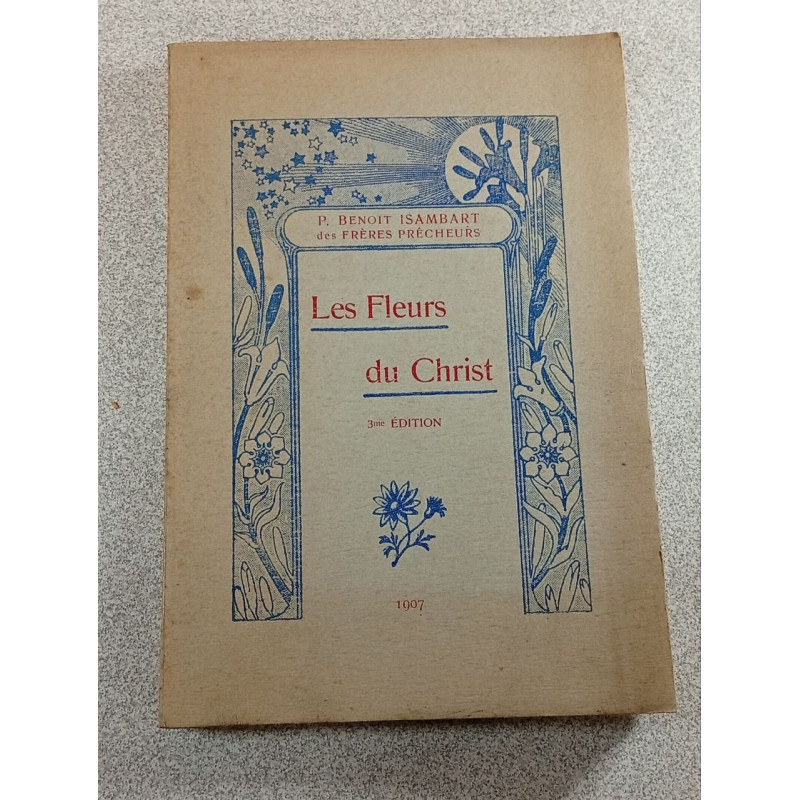 P. BENOIT ISAMBART
des FRÈRES PRÊCHEURS
Les Fleurs
du Christ
3me ÉDITION
1907